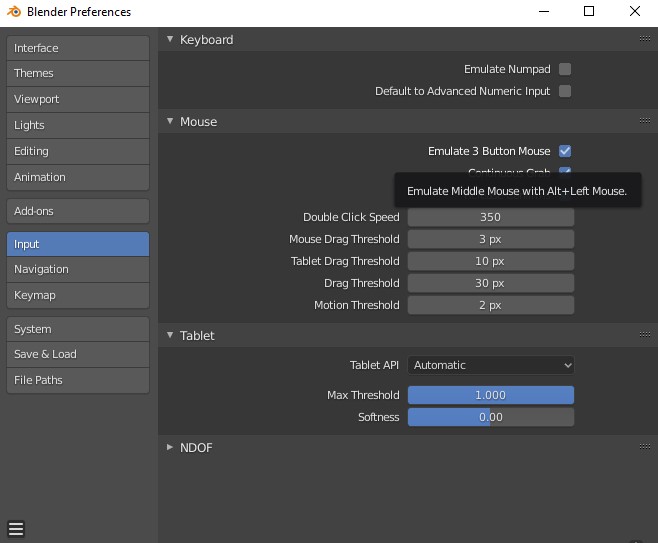 Blender Preferences
Interface
Themes
Viewport
Lights
Editing
Animation
Add-ons
Input
Navigation
Keymap
System
Save & Load
File Paths
Keyboard
Emulate Numpad
Default to Advanced Numeric Input
Mouse
Emulate 3 Button Mouse
Continuous Grab
Emulate Middle Mouse with Alt+Left Mouse.
Double Click Speed 350
Mouse Drag Threshold 3 px
Tablet Drag Threshold 10 px
Drag Threshold 30 px
Motion Threshold 2 px
Tablet
Tablet API Automatic
Max Threshold 1.000
Softness 0.00
NDOF